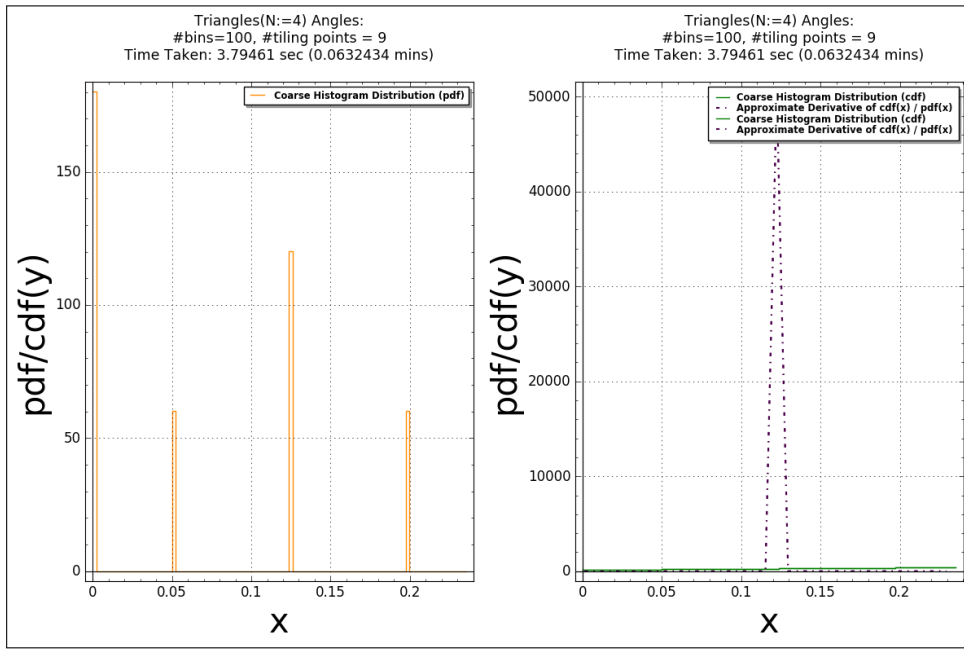 Triangles(N:=4) Angles:
#bins=100, #tiling points = 9
Time Taken: 3.79461 sec (0.0632434 mins)
Coarse Histogram Distribution (pdf)
150
100
50
0
pdf/cdf(y)
0
0.05
0.1
0.15
0.2
x
Triangles(N:=4) Angles:
#bins=100, #tiling points = 9
Time Taken: 3.79461 sec (0.0632434 mins)
Coarse Histogram Distribution (cdf)
Approximate Derivative of cdf(x) / pdf(x)
Coarse Histogram Distribution (cdf)
Approximate Derivative of cdf(x) / pdf(x)
50000
40000
30000
20000
10000
0
pdf/cdf(y)
0
0.05
0.1
0.15
0.2
x